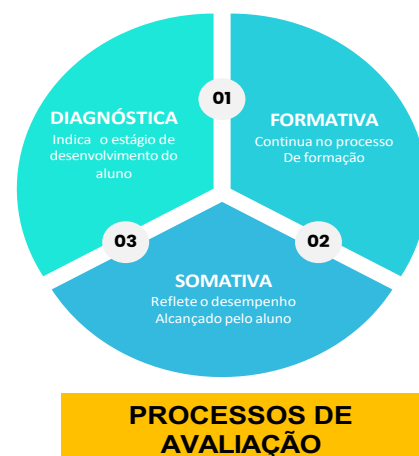 01
DIAGNÓSTICA
Indica o estágio de
desenvolvimento do
aluno
FORMATIVA
Continua no processo
De formação
03
02
SOMATIVA
Reflete o desempenho
Alcançado pelo aluno
PROCESSOS DE
AVALIAÇÃO